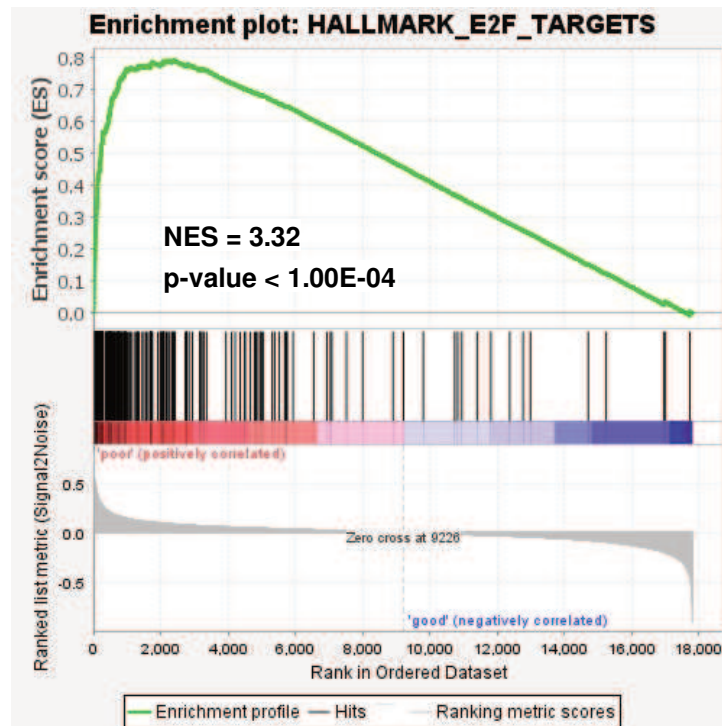 Enrichment plot: HALLMARK_E2F_TARGETS
Enrichment score (ES)
0.8
0.7
0.6
0.5
0.4
0.3
0.2
0.1
0.0
NES = 3.32
p-value < 1.00E-04
Ranked list metric (Signal2Noise)
'poor' (positively correlated)
0.5
0.0
-0.5
Zero cross at 9226
'good' (negatively correlated)
0 2,000 4,000 6,000 8,000 10,000 12,000 14,000 16,000 18,000
Rank in Ordered Dataset
Enrichment profile Hits Ranking metric scores